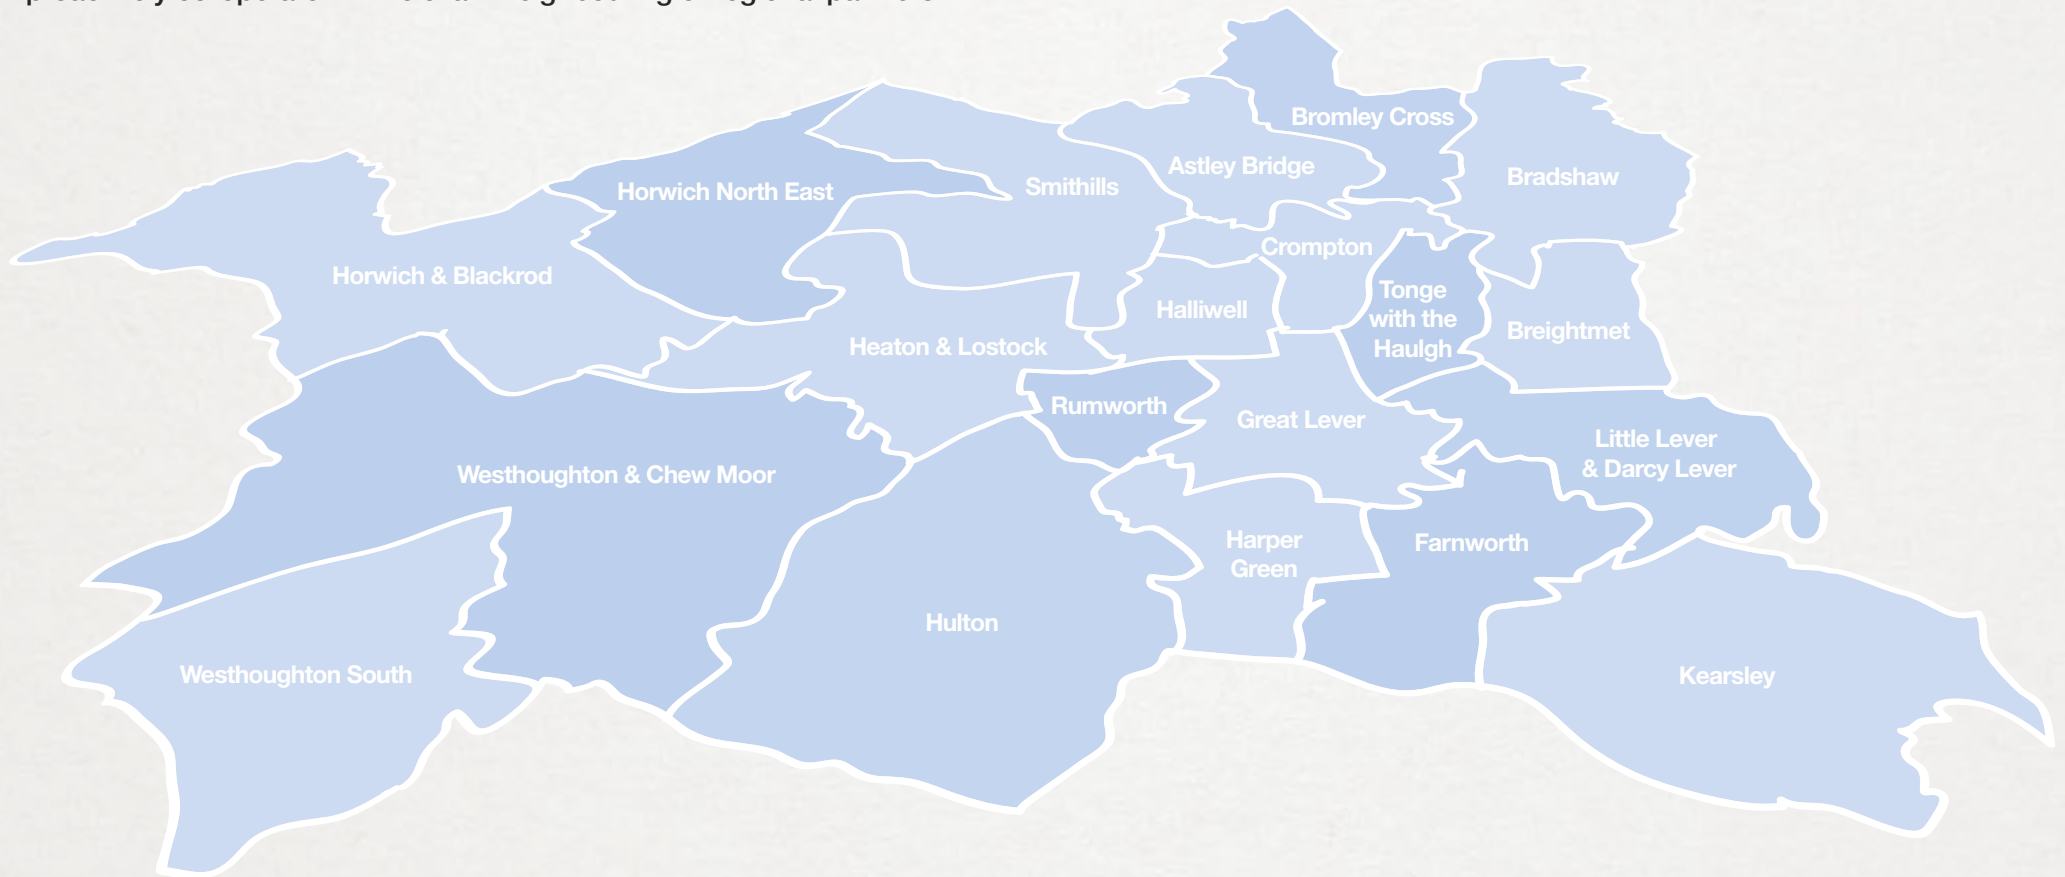 Bromley Cross
Astley Bridge
Bradshaw
Smithills
Horwich North East
Crompton
Horwich & Blackrod
Tonge
with the
Haulgh
Halliwell
Breightmet
Heaton & Lostock
Rumworth
Great Lever
Little Lever
& Darcy Lever
Westhoughton & Chew Moor
Harper
Green
Farnworth
Hulton
Westhoughton South
Kearsley